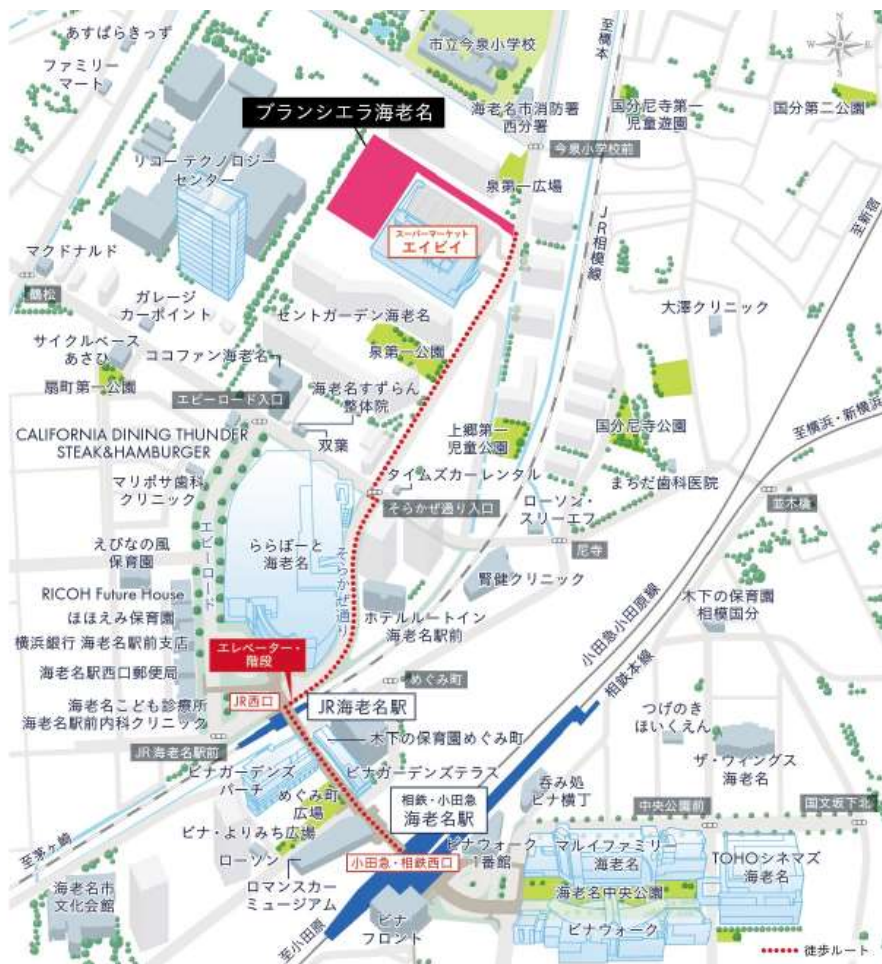 あすぱらきっず
ファミリー
マート
市立今泉小学校
至橋本
W
E
S
海老名市消防署
西分署
国分尼寺第一
児童遊園
国分第二公園
ブランシエラ海老名
今泉小学校前
リコーテクノロジー
センター
泉第一広場
至新宿
JR相模線
スーパーマーケット
エイビイ
マクドナルド
鶴松
ガレージ
カーポイント
セントガーデン海老名
大澤クリニック
サイクルベース
あさひ
ココファン海老名
泉第一公園
扇町第一公園
エビーロード入口
海老名すずらん
整体院
上郷第一
児童公園
国分尼寺公園
至横浜・新横浜
CALIFORNIA DINING THUNDER
STEAK&HAMBURGER
双葉
マリポサ歯科
クリニック
タイムズカーレンタル
まちだ歯科医院
そらかぜ通り入口
ローソン・
スリーエフ
並木橋
エビーロード
ららぽーと
海老名
そらかぜ通り
尼寺
えびなの風
保育園
賢健クリニック
小田急小田原線
木下の保育園
相模国分
RICOH Future House
ほほえみ保育園
ホテルルートイン
海老名駅前
相鉄本線
横浜銀行 海老名駅前支店
エレベーター・
階段
海老名駅西口郵便局
めぐみ町
JR西口
JR海老名駅
海老名こども診療所
海老名駅前内科クリニック
つげのき
ほいくえん
JR海老名駅前
木下の保育園めぐみ町
ザ・ウィングス
海老名
ビナガーデンズ
パーチ
ビナガーデンズテラス
めぐみ町
広場
相鉄・小田急
海老名駅
呑み処
ビナ横丁
中央公園前
国文坂下北
ビナ・よりみち広場
至茅ヶ崎
ローソン
小田急・相鉄西口
ビナウォーク
1番館
マルイファミリー
海老名
TOHOシネマズ
海老名
海老名市
文化会館
ロマンスカー
ミュージアム
海老名中央公園
ビナ
フロント
ビナウォーク
至小田原
徒歩ルート